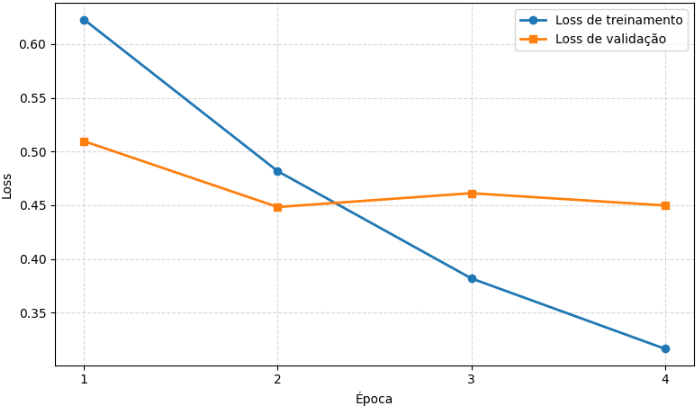 Loss de treinamento
Loss de validação
0.60
0.55
0.50
0.45
0.40
0.35
Loss
1 2 3 4
Época